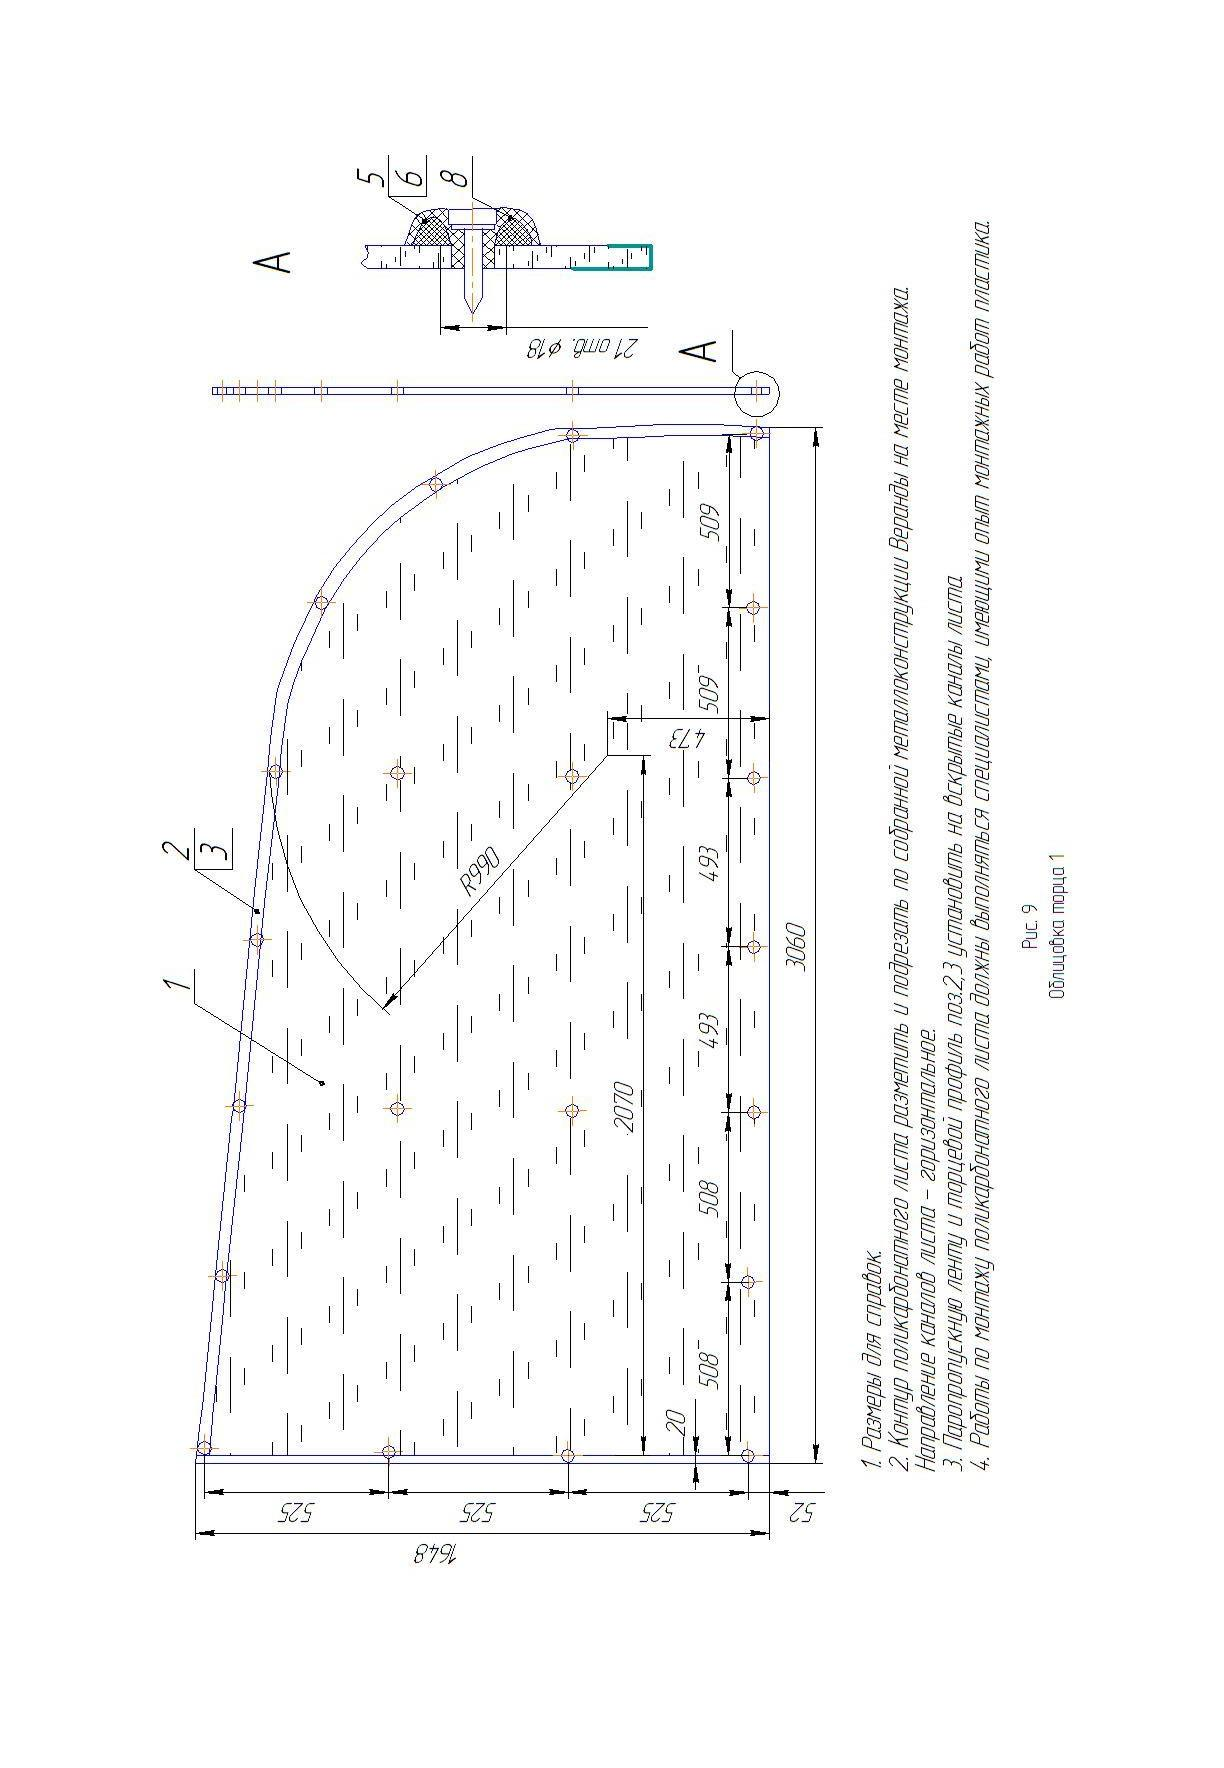 А
5
6
8
21 отв. ⌀18
А
2
3
1
R990
473
2070
509
509
493
493
508
508
20
3060
525
525
525
52
1648
1. Размеры для справок.
2. Контур поликарбонатного листа разметить и подрезать по собранной металлоконструкции Веранды на месте монтажа.
Направление каналов листа – горизонтальное.
3. Паропропускную ленту и торцевой профиль поз.2,3 установить на вскрытые каналы листа.
4. Работы по монтажу поликарбонатного листа должны выполняться специалистами, имеющими опыт монтажных работ пластика.
Рис. 9
Облицовка торца 1